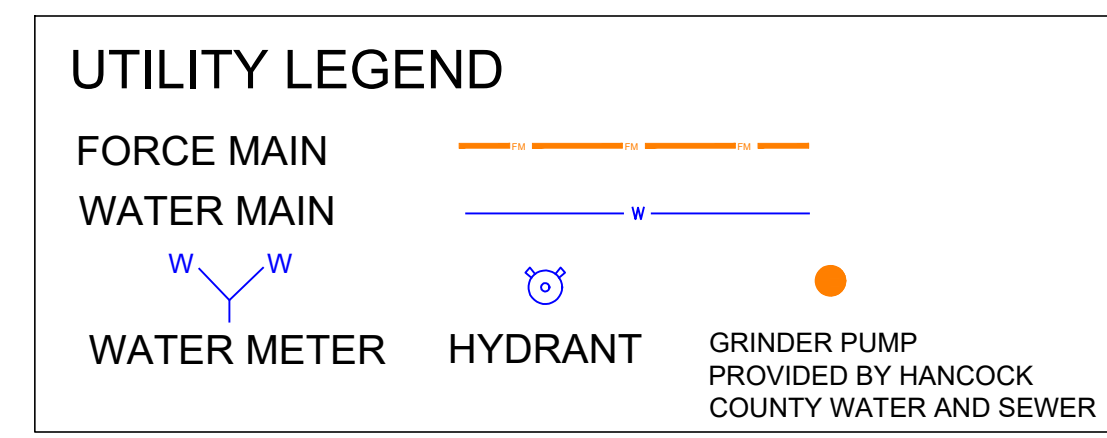 UTILITY LEGEND
FORCE MAIN
FM FM FM
WATER MAIN
W
W W
WATER METER
HYDRANT
GRINDER PUMP
PROVIDED BY HANCOCK
COUNTY WATER AND SEWER